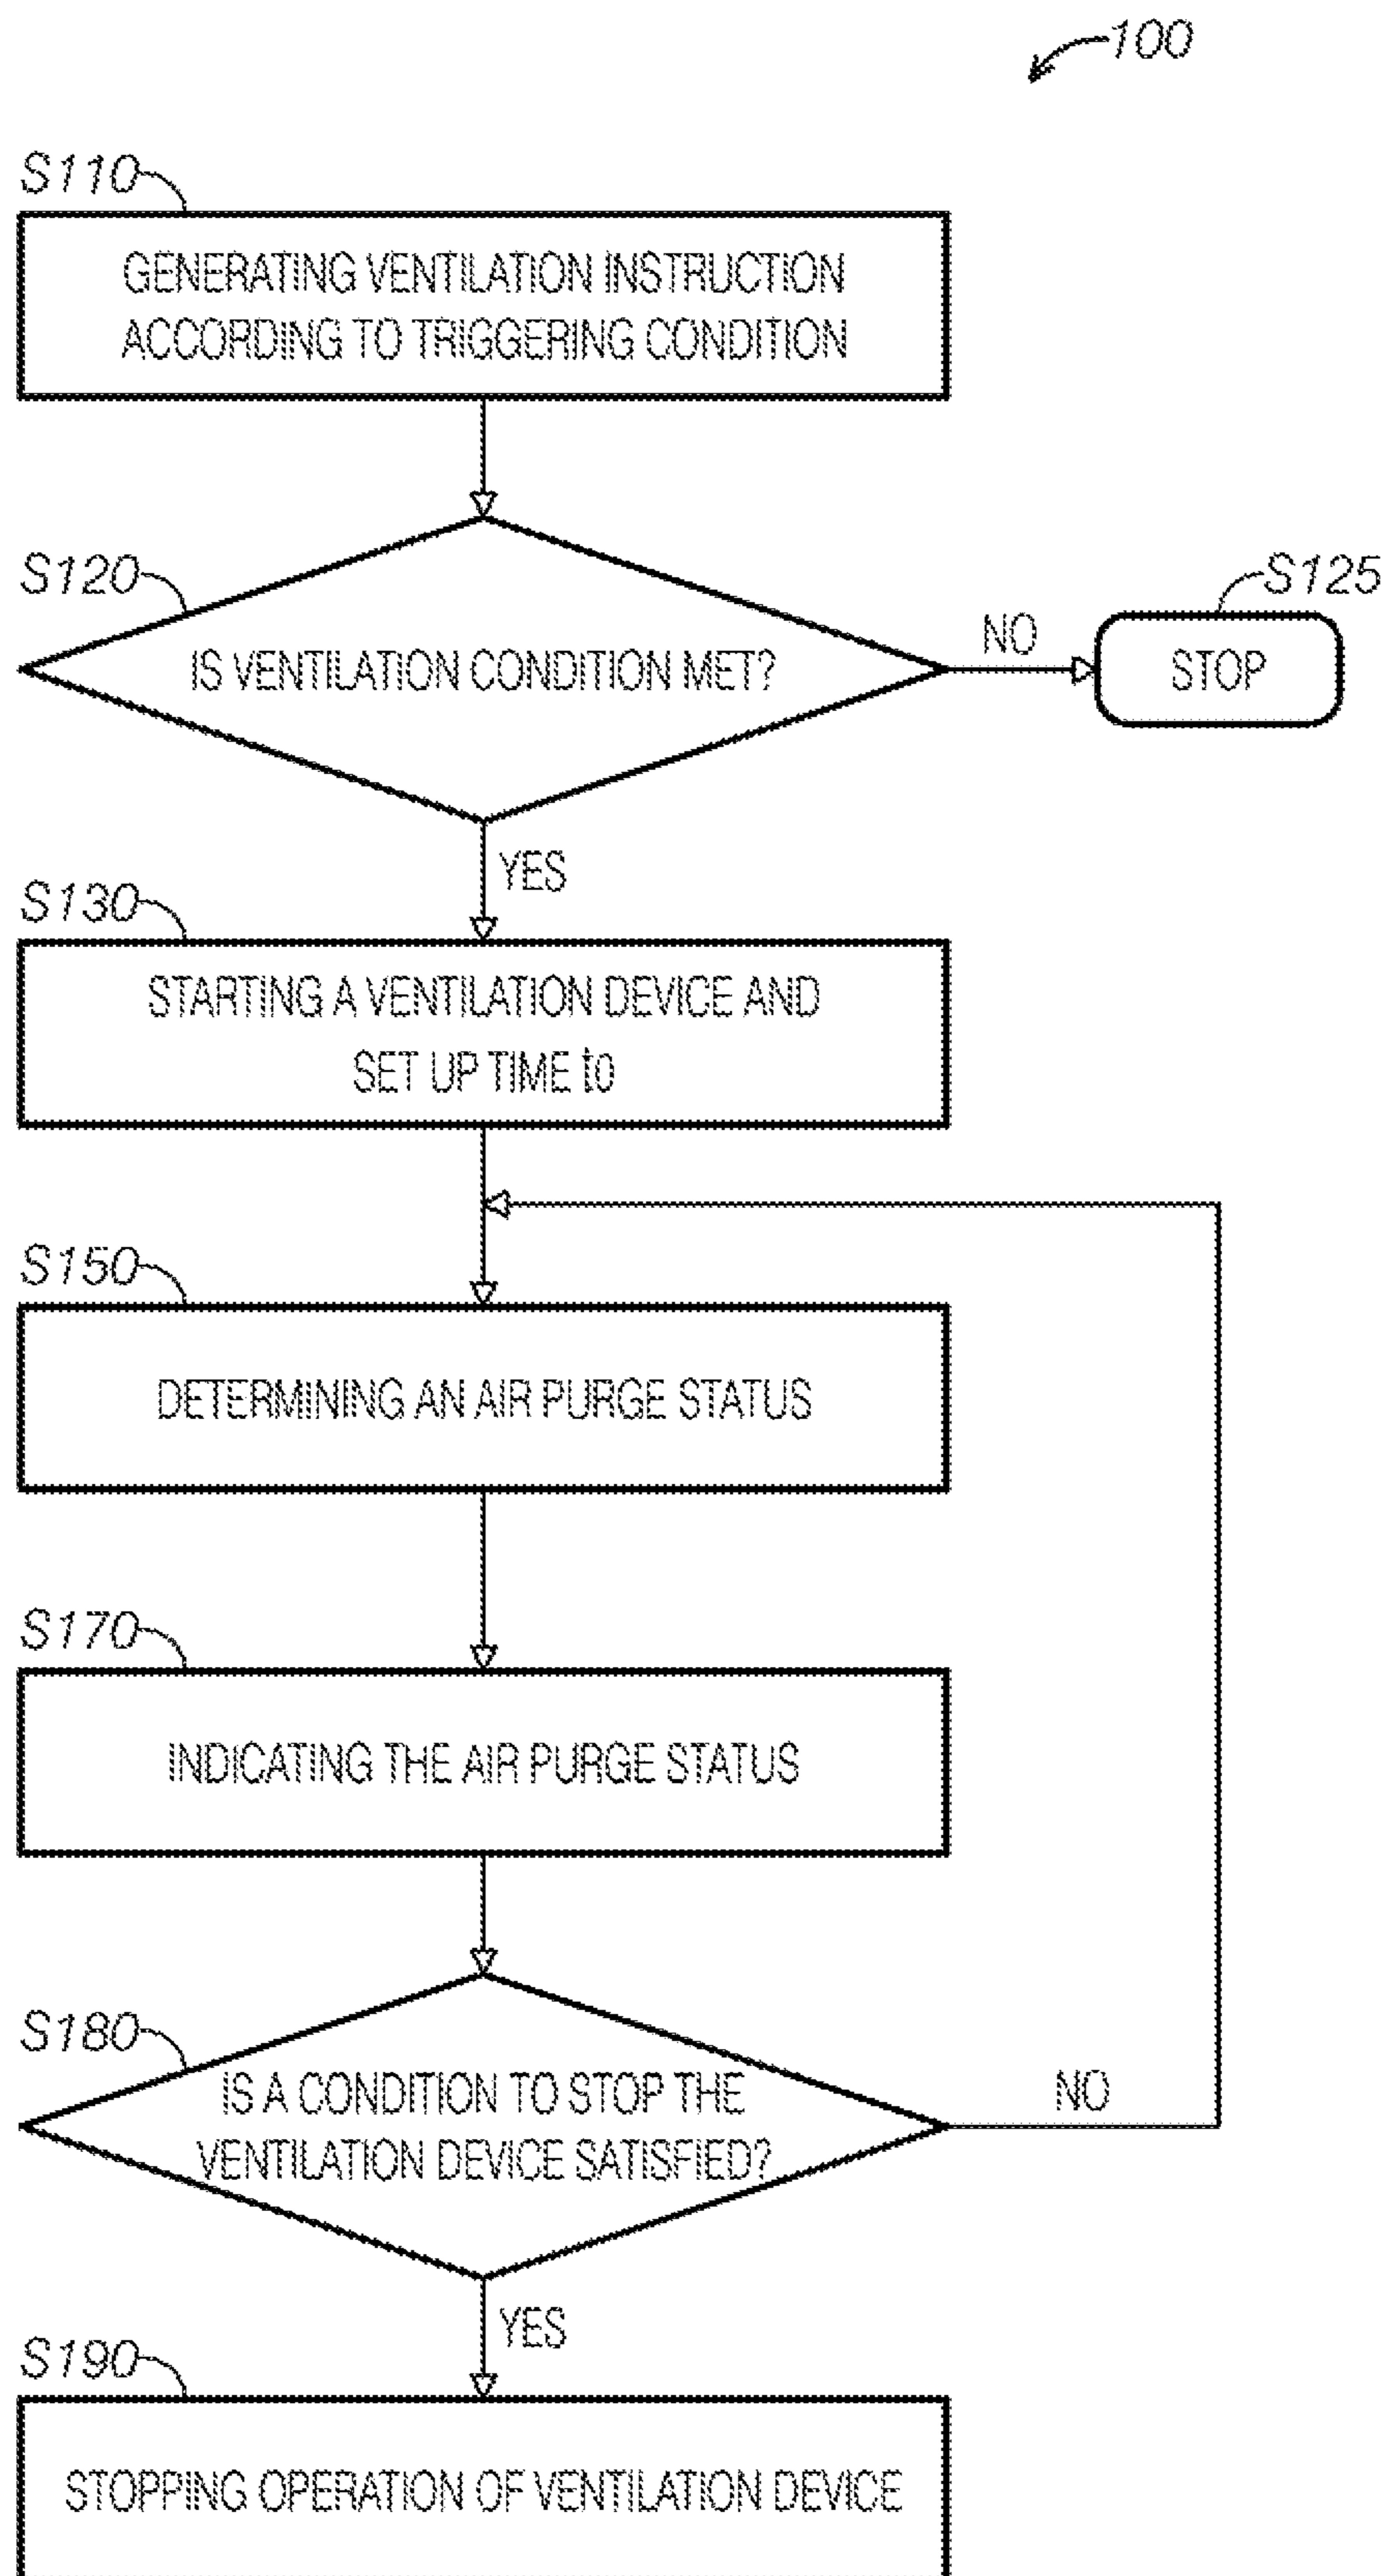 100
S110
GENERATING VENTILATION INSTRUCTION
ACCORDING TO TRIGGERING CONDITION
S120
IS VENTILATION CONDITION MET?
NO
S125
STOP
YES
S130
STARTING A VENTILATION DEVICE AND
SET UP TIME to
S150
DETERMINING AN AIR PURGE STATUS
S170
INDICATING THE AIR PURGE STATUS
S180
IS A CONDITION TO STOP THE
VENTILATION DEVICE SATISFIED?
NO
YES
S190
STOPPING OPERATION OF VENTILATION DEVICE